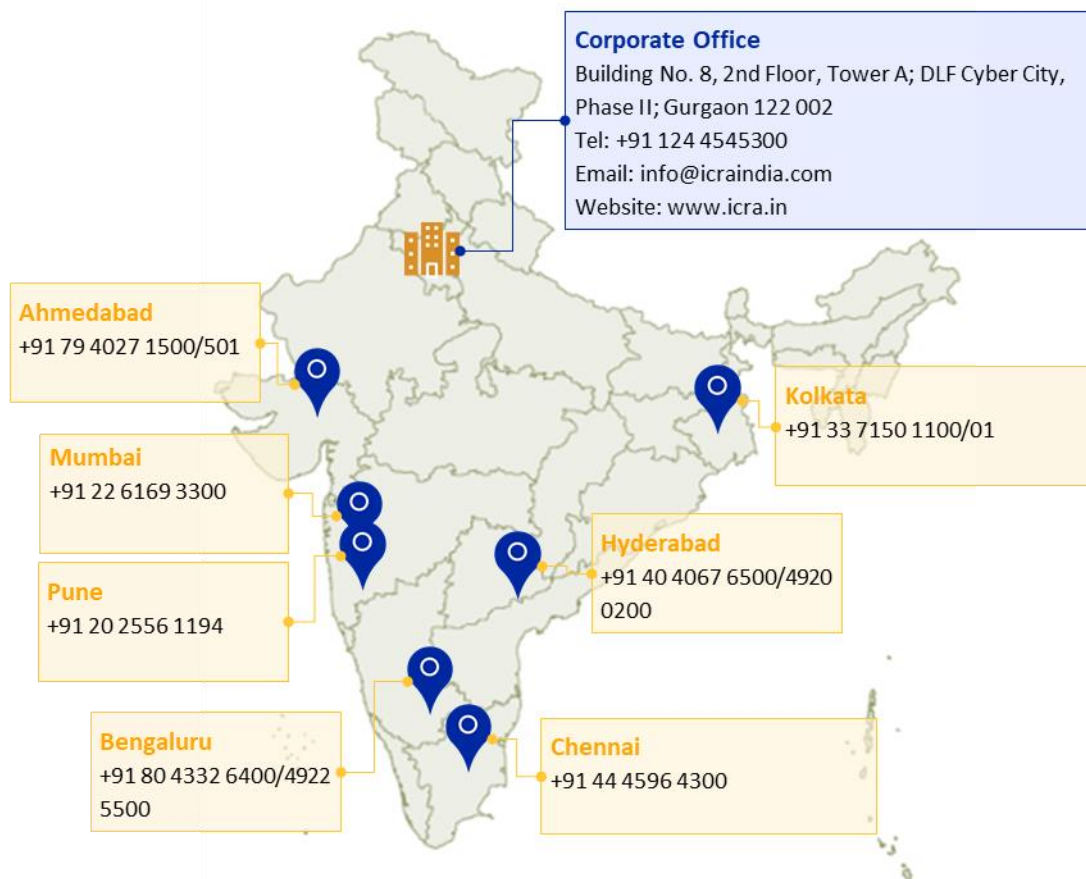 Corporate Office
Building No. 8, 2nd Floor, Tower A; DLF Cyber City,
Phase II; Gurgaon 122 002
Tel: +91 124 4545300
Email: info@icraindia.com
Website: www.icra.in
Ahmedabad
+91 79 4027 1500/501
Kolkata
+91 33 7150 1100/01
Mumbai
+91 22 6169 3300
Hyderabad
+91 40 4067 6500/4920
0200
Pune
+91 20 2556 1194
Bengaluru
+91 80 4332 6400/4922
5500
Chennai
+91 44 4596 4300